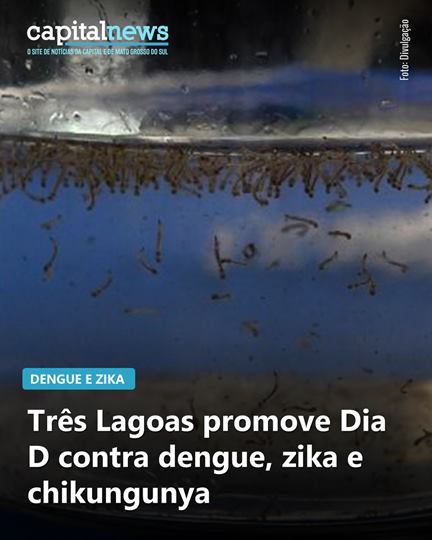 capitalnews
O SITE DE NOTÍCIAS DA CAPITAL E DE MATO GROSSO DO SUL
Foto: Divulgação
DENGUE E ZIKA
Três Lagoas promove Dia
D contra dengue, zika e
chikungunya